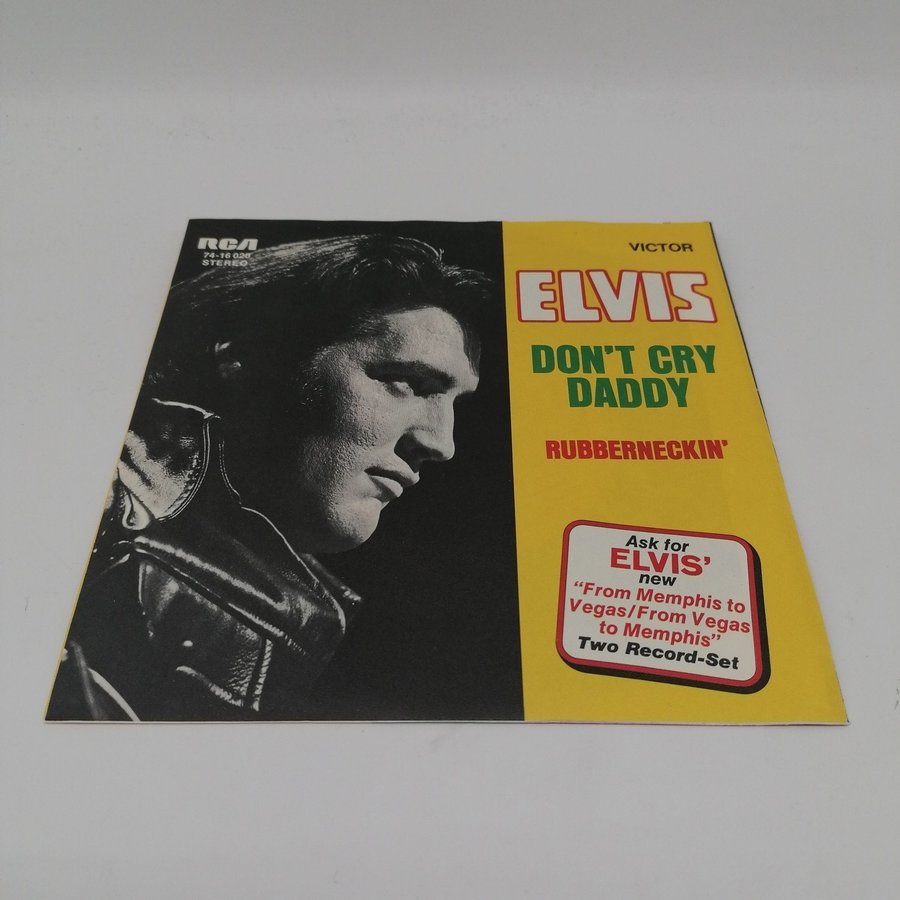 RCA
74-16 020
STEREO
VICTOR
ELVIS
DON'T CRY
DADDY
RUBBERNECKIN'
Ask for
ELVIS'
new
"From Memphis to
Vegas/From Vegas
to Memphis"
Two Record-Set